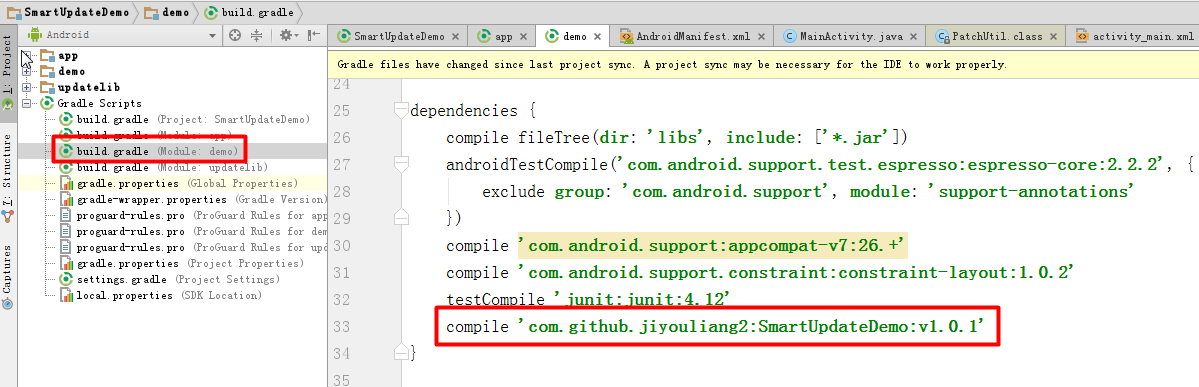 SmartUpdateDemo demo build.gradle
Android
SmartUpdateDemo app demo AndroidManifest.xml MainActivity.java PatchUtil.class activity_main.xml
1: Project
Z: Structure
Captures
app
demo
updatelib
Gradle Scripts
build.gradle (Project: SmartUpdateDemo)
build.gradle (Module: app)
build.gradle (Module: demo)
build.gradle (Module: updatelib)
gradle.properties (Global Properties)
gradle-wrapper.properties (Gradle Version)
proguard-rules.pro (ProGuard Rules for app
proguard-rules.pro (ProGuard Rules for dem
proguard-rules.pro (ProGuard Rules for upd
gradle.properties (Project Properties)
settings.gradle (Project Settings)
local.properties (SDK Location)
Gradle files have changed since last project sync. A project sync may be necessary for the IDE to work properly.
24
25 dependencies {
26 compile fileTree(dir: 'libs', include: ['*.jar'])
27 androidTestCompile('com.android.support.test.espresso:espresso-core:2.2.2', {
28 exclude group: 'com.android.support', module: 'support-annotations'
29 })
30 compile 'com.android.support:appcompat-v7:26.+'
31 compile 'com.android.support.constraint:constraint-layout:1.0.2'
32 testCompile 'junit:junit:4.12'
33 compile 'com.github.jiyouliang2:SmartUpdateDemo:v1.0.1'
34 }
35